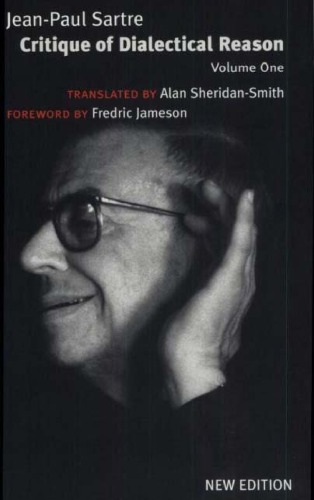 Jean-Paul Sartre
Critique of Dialectical Reason
Volume One
TRANSLATED BY Alan Sheridan-Smith
FOREWORD BY Fredric Jameson
NEW EDITION